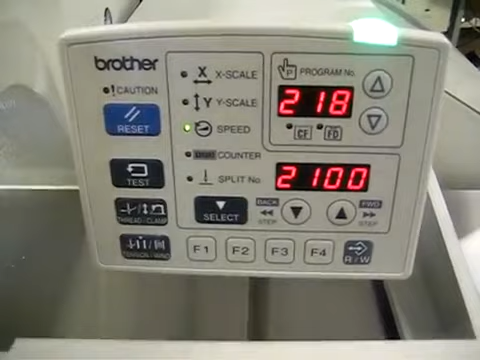 brother
!CAUTION
RESET
TEST
THREAD/CLAMP
TENSION/WIND
X X-SCALE
Y Y-SCALE
SPEED
COUNTER
SPLIT No.
SELECT
P PROGRAM No.
218
CF FD
2100
BACK
STEP
FWD
STEP
F1 F2 F3 F4
R/W